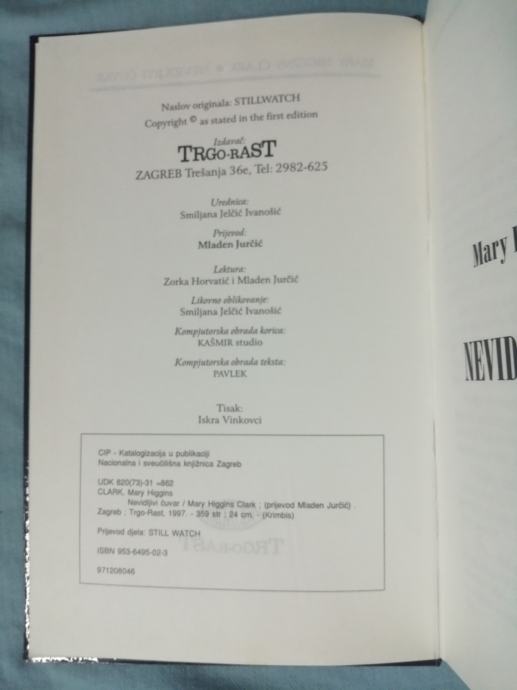 Naslov originala: STILLWATCH
Copyright © as stated in the first edition
Izdavač:
TRGO-RAST
ZAGREB Trešanja 36e, Tel: 2982-625
Urednica:
Smiljana Jelčić Ivanošić
Prijevod:
Mladen Jurčić
Lektura:
Zorka Horvatić i Mladen Jurčić
Likovno oblikovanje:
Smiljana Jelčić Ivanošić
Kompjutorska obrada korica:
KAŠMIR studio
Kompjutorska obrada teksta:
PAVLEK
Tisak:
Iskra Vinkovci
CIP - Katalogizacija u publikaciji
Nacionalna i sveučilišna knjižnica Zagreb
UDK 820(73)-31 =862
CLARK, Mary Higgins
Nevidljivi čuvar / Mary Higgins Clark ; (prijevod Mladen Jurčić) .
Zagreb ; Trgo-Rast, 1997. - 359 str ; 24 cm. - (Krimbis)
Prijevod djela: STILL WATCH
ISBN 953-6495-02-3
971208046
Mary
NEVID